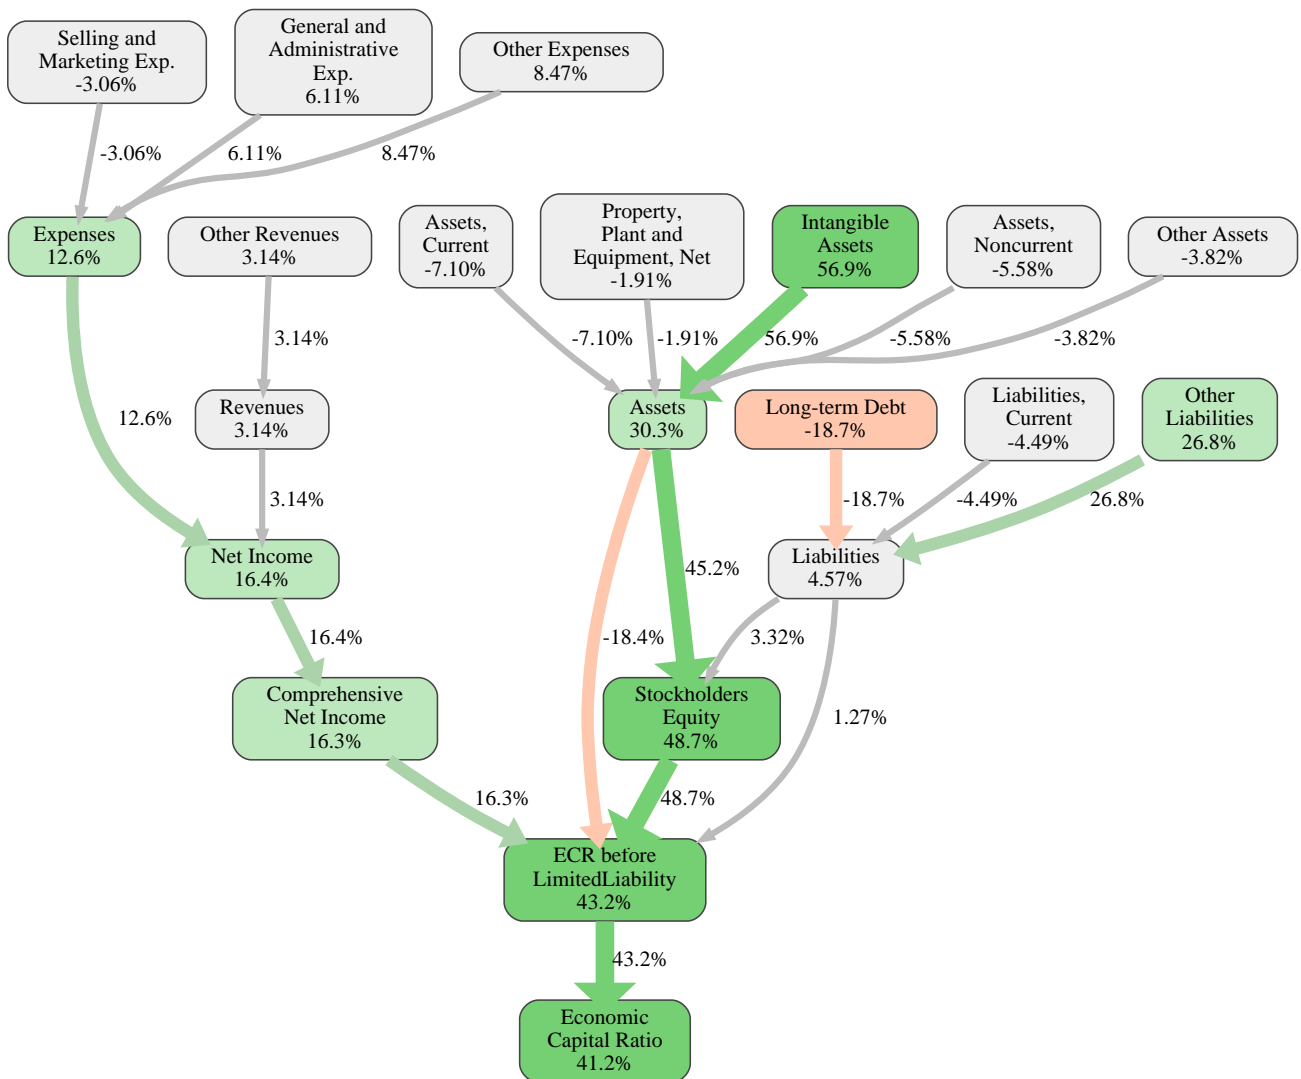 Selling and
Marketing Exp.
-3.06%
General and
Administrative
Exp.
6.11%
Other Expenses
8.47%
-3.06%
6.11%
8.47%
Expenses
12.6%
Other Revenues
3.14%
Assets,
Current
-7.10%
Property,
Plant and
Equipment, Net
-1.91%
Intangible
Assets
56.9%
Assets,
Noncurrent
-5.58%
Other Assets
-3.82%
3.14%
-7.10%
-1.91%
56.9%
-5.58%
-3.82%
12.6%
Revenues
3.14%
Assets
30.3%
Long-term Debt
-18.7%
Liabilities,
Current
-4.49%
Other
Liabilities
26.8%
3.14%
-18.7%
-4.49%
26.8%
Net Income
16.4%
45.2%
Liabilities
4.57%
16.4%
-18.4%
3.32%
Comprehensive
Net Income
16.3%
Stockholders
Equity
48.7%
1.27%
16.3%
48.7%
ECR before
LimitedLiability
43.2%
43.2%
Economic
Capital Ratio
41.2%